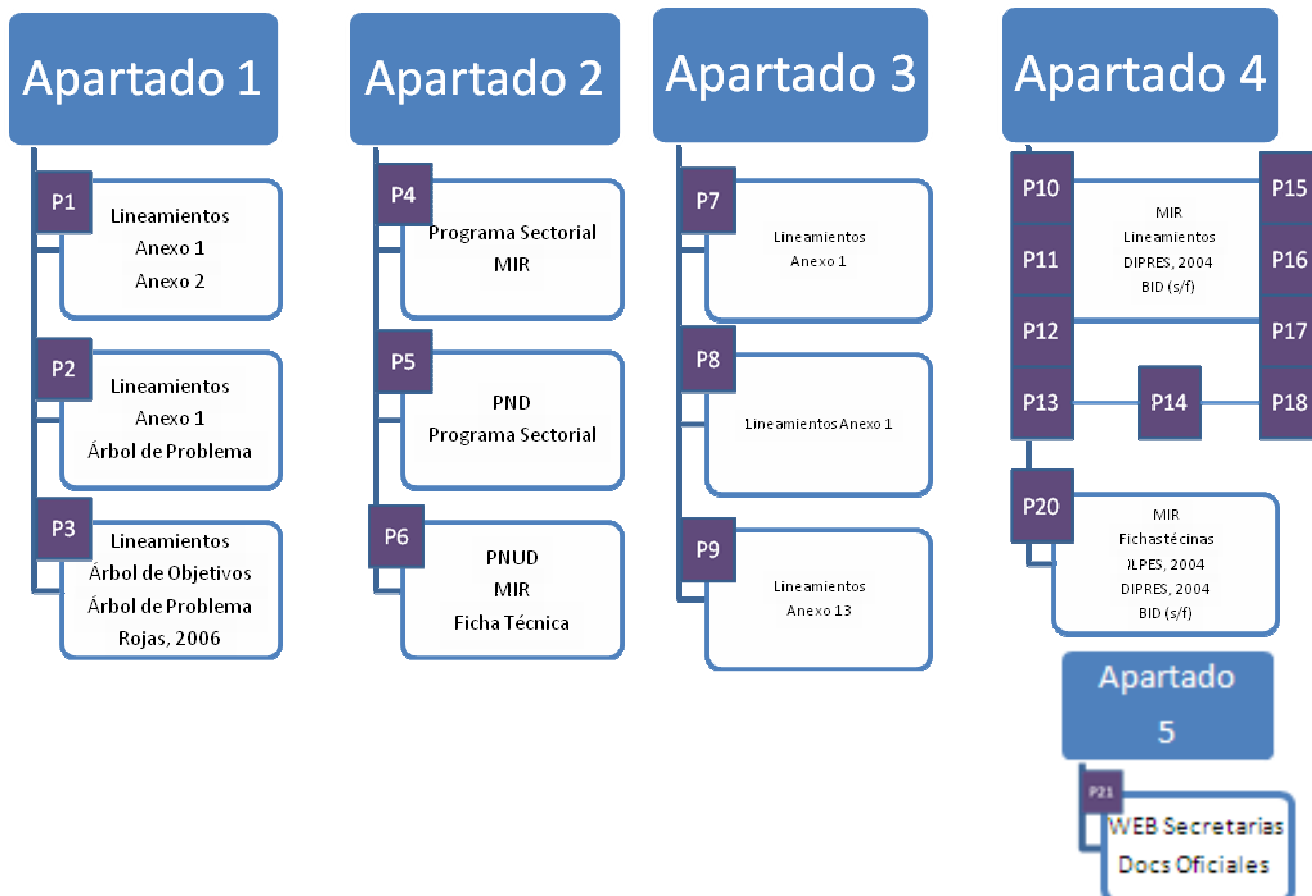 Apartado 1
P1
Lineamientos
Anexo 1
Anexo 2
P2
Lineamientos
Anexo 1
Árbol de Problema
P3
Lineamientos
Árbol de Objetivos
Árbol de Problema
Rojas, 2006
Apartado 2
P4
Programa Sectorial
MIR
P5
PND
Programa Sectorial
P6
PNUD
MIR
Ficha Técnica
Apartado 3
P7
Lineamientos
Anexo 1
P8
Lineamientos Anexo 1
P9
Lineamientos
Anexo 13
Apartado 4
P10
P11
P12
P13
MIR
Lineamientos
DIPRES, 2004
BID (s/f)
P14
P15
P16
P17
P18
P20
MIR
Fichastécinas
ILPES, 2004
DIPRES, 2004
BID (s/f)
Apartado
5
P21
WEB Secretarias
Docs Oficiales